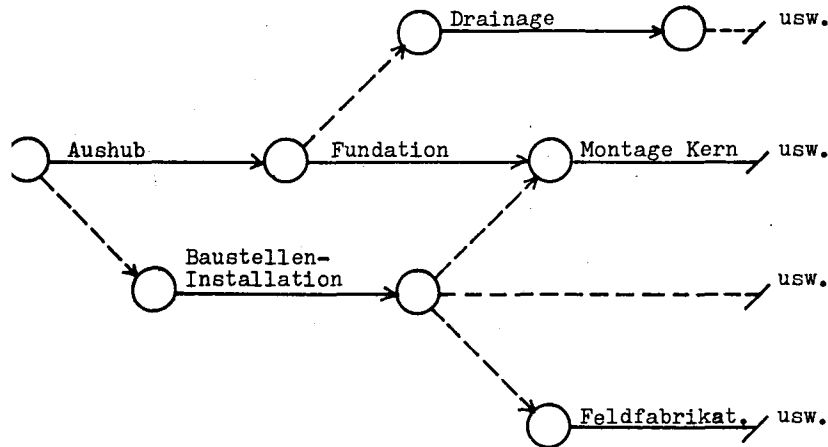 Drainage usw.
Aushub Fundation Montage Kern usw.
Baustellen-
Installation usw.
Feldfabrikat. usw.